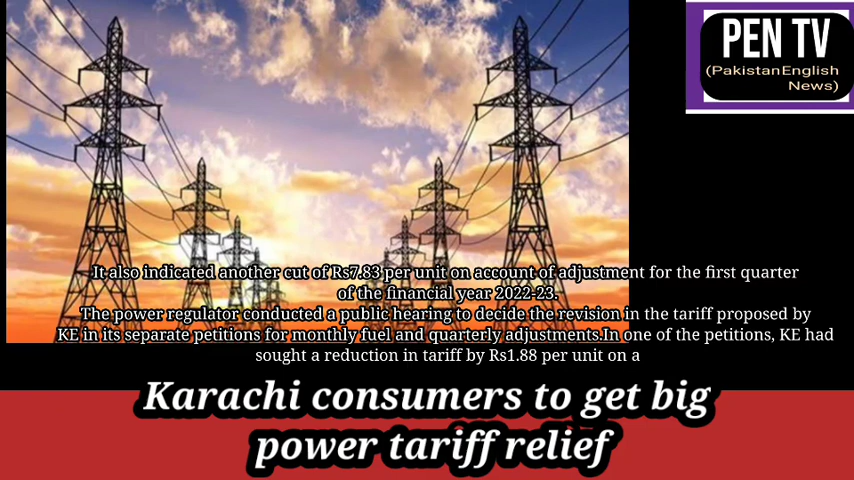 PEN TV
(PakistanEnglish
News)
It also indicated another cut of Rs7.83 per unit on account of adjustment for the first quarter
of the financial year 2022-23.
The power regulator conducted a public hearing to decide the revision in the tariff proposed by
KE in its separate petitions for monthly fuel and quarterly adjustments.In one of the petitions, KE had
sought a reduction in tariff by Rs1.88 per unit on a
Karachi consumers to get big
power tariff relief